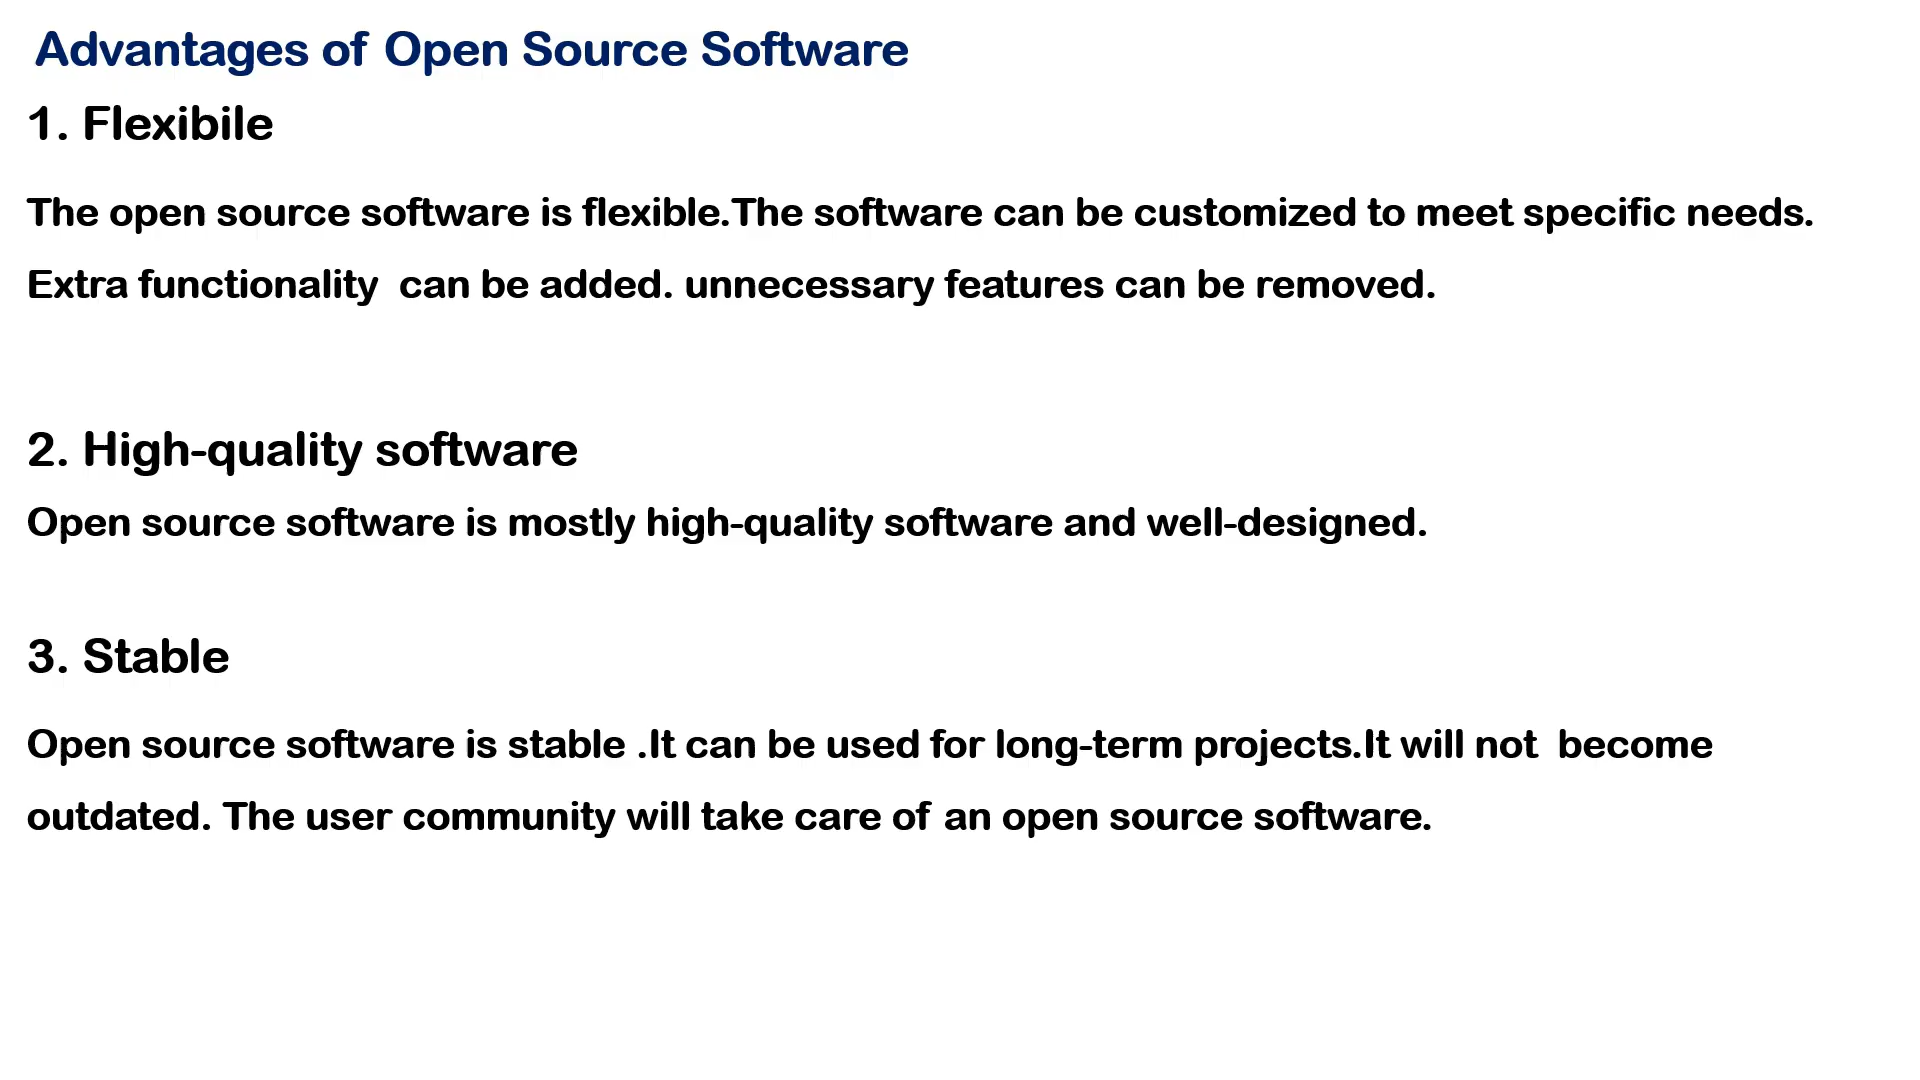 Advantages of Open Source Software
1. Flexibile
The open source software is flexible.The software can be customized to meet specific needs.
Extra functionality  can be added. unnecessary features can be removed.
2. High-quality software
Open source software is mostly high-quality software and well-designed.
3. Stable
Open source software is stable .It can be used for long-term projects.It will not  become
outdated. The user community will take care of an open source software.